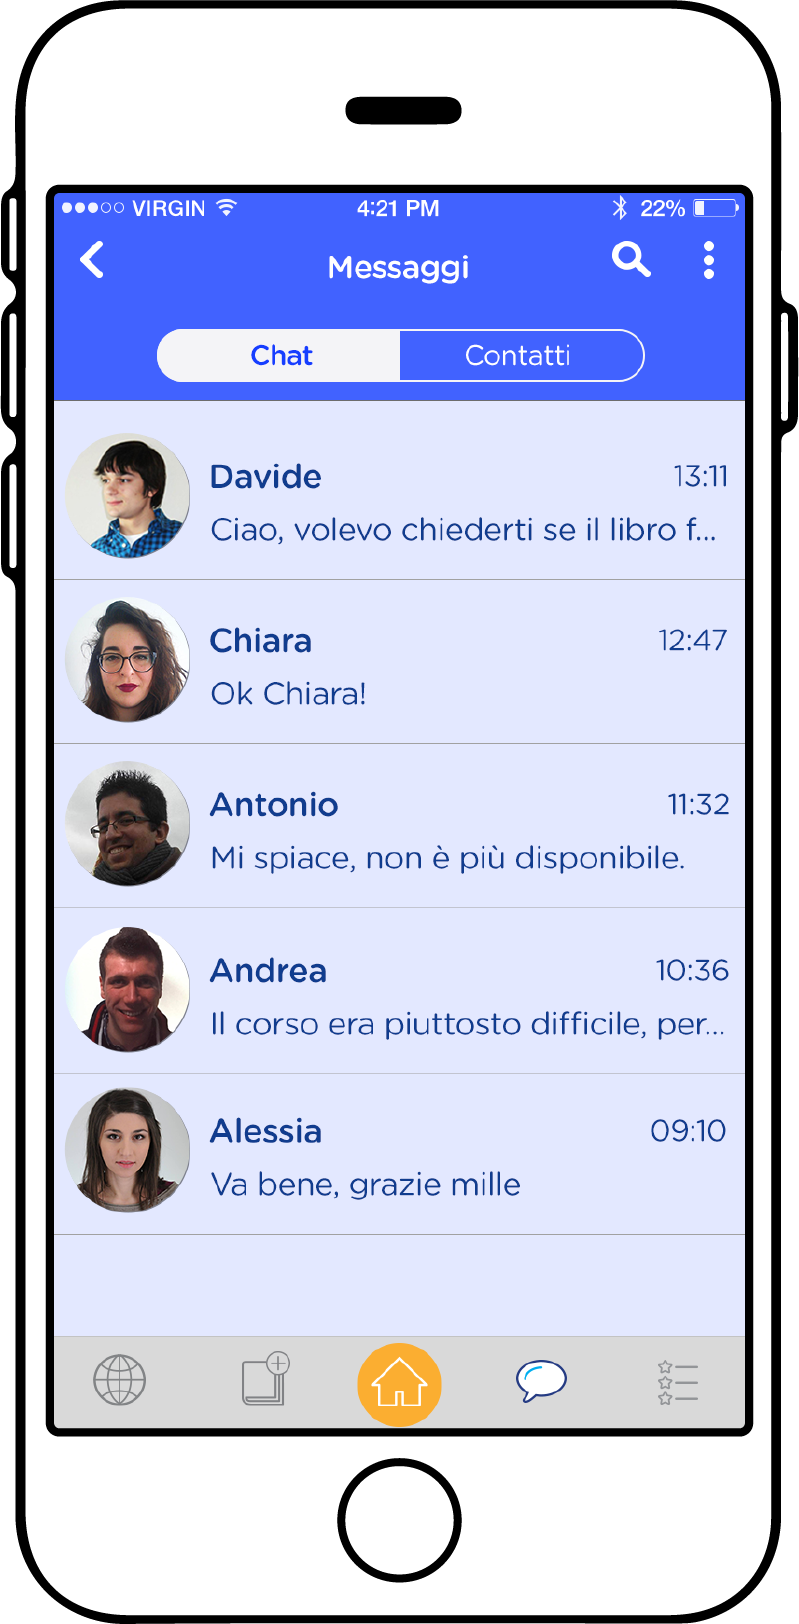 VIRGIN 4:21 PM 22%
Messaggi
Chat Contatti
Davide 13:11
Ciao, volevo chiederti se il libro f...
Chiara 12:47
Ok Chiara!
Antonio 11:32
Mi spiace, non è più disponibile.
Andrea 10:36
Il corso era piuttosto difficile, per...
Alessia 09:10
Va bene, grazie mille